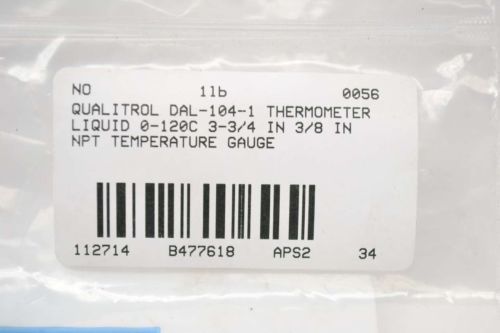 NO 1lb 0056
QUALITROL DAL-104-1 THERMOMETER
LIQUID 0-120C 3-3/4 IN 3/8 IN
NPT TEMPERATURE GAUGE
112714 B477618 APS2 34